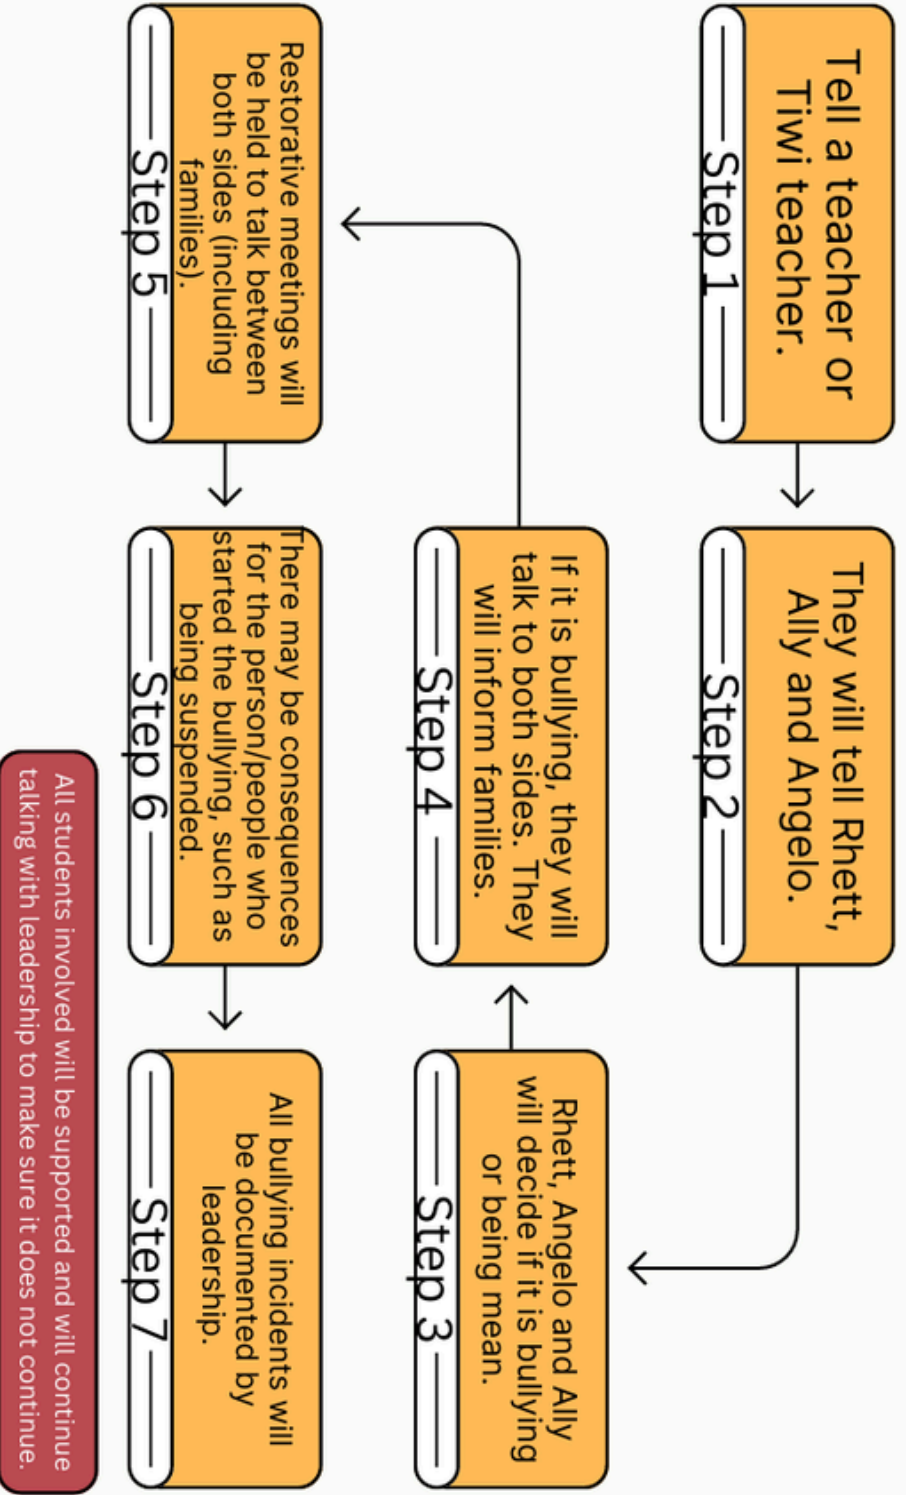 Tell a teacher or
Tiwi teacher.
Step 1
They will tell Rhett,
Ally and Angelo.
Step 2
Rhett, Angelo and Ally
will decide if it is bullying
or being mean.
Step 3
If it is bullying, they will
talk to both sides. They
will inform families.
Step 4
Restorative meetings will
be held to talk between
both sides (including
families).
Step 5
There may be consequences
for the person/people who
started the bullying, such as
being suspended.
Step 6
All bullying incidents will
be documented by
leadership.
Step 7
All students involved will be supported and will continue
talking with leadership to make sure it does not continue.